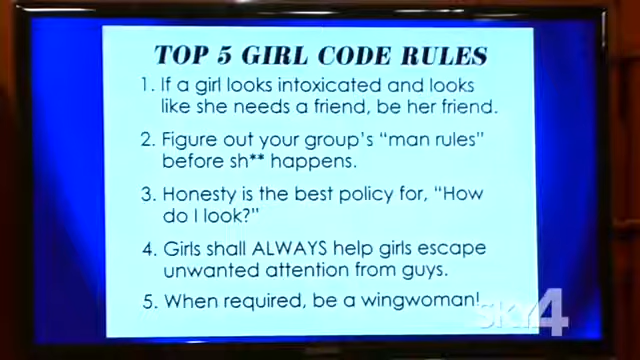 TOP 5 GIRL CODE RULES
1. If a girl looks intoxicated and looks
like she needs a friend, be her friend.
2. Figure out your group's "man rules"
before sh** happens.
3. Honesty is the best policy for, "How
do I look?"
4. Girls shall ALWAYS help girls escape
unwanted attention from guys.
5. When required, be a wingwoman!
SKY4